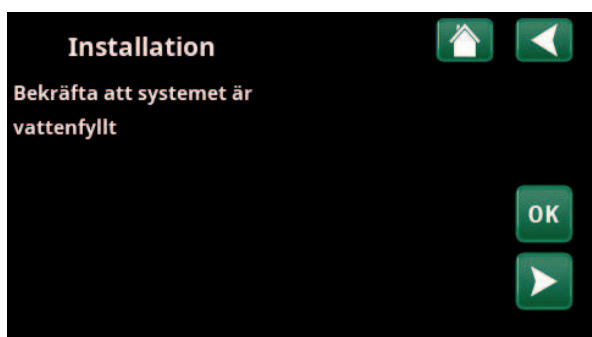 Installation
Bekräfta att systemet är
vattenfyllt
OK